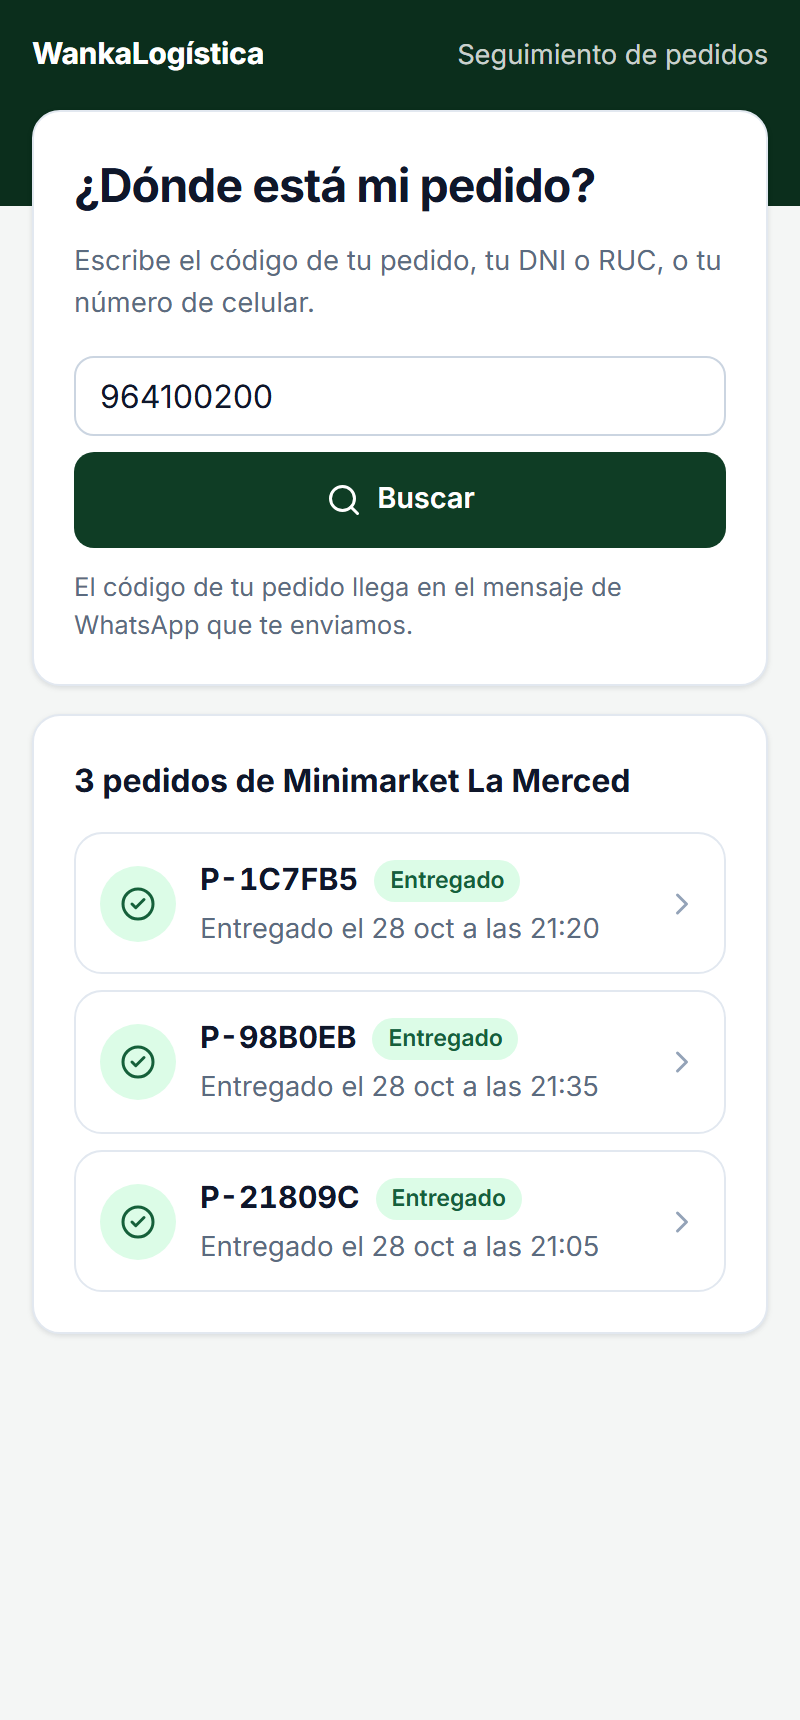 WankaLogística
Seguimiento de pedidos
¿Dónde está mi pedido?
Escribe el código de tu pedido, tu DNI o RUC, o tu
número de celular.
964100200
Buscar
El código de tu pedido llega en el mensaje de
WhatsApp que te enviamos.
3 pedidos de Minimarket La Merced
P-1C7FB5 Entregado
Entregado el 28 oct a las 21:20
P-98B0EB Entregado
Entregado el 28 oct a las 21:35
P-21809C Entregado
Entregado el 28 oct a las 21:05